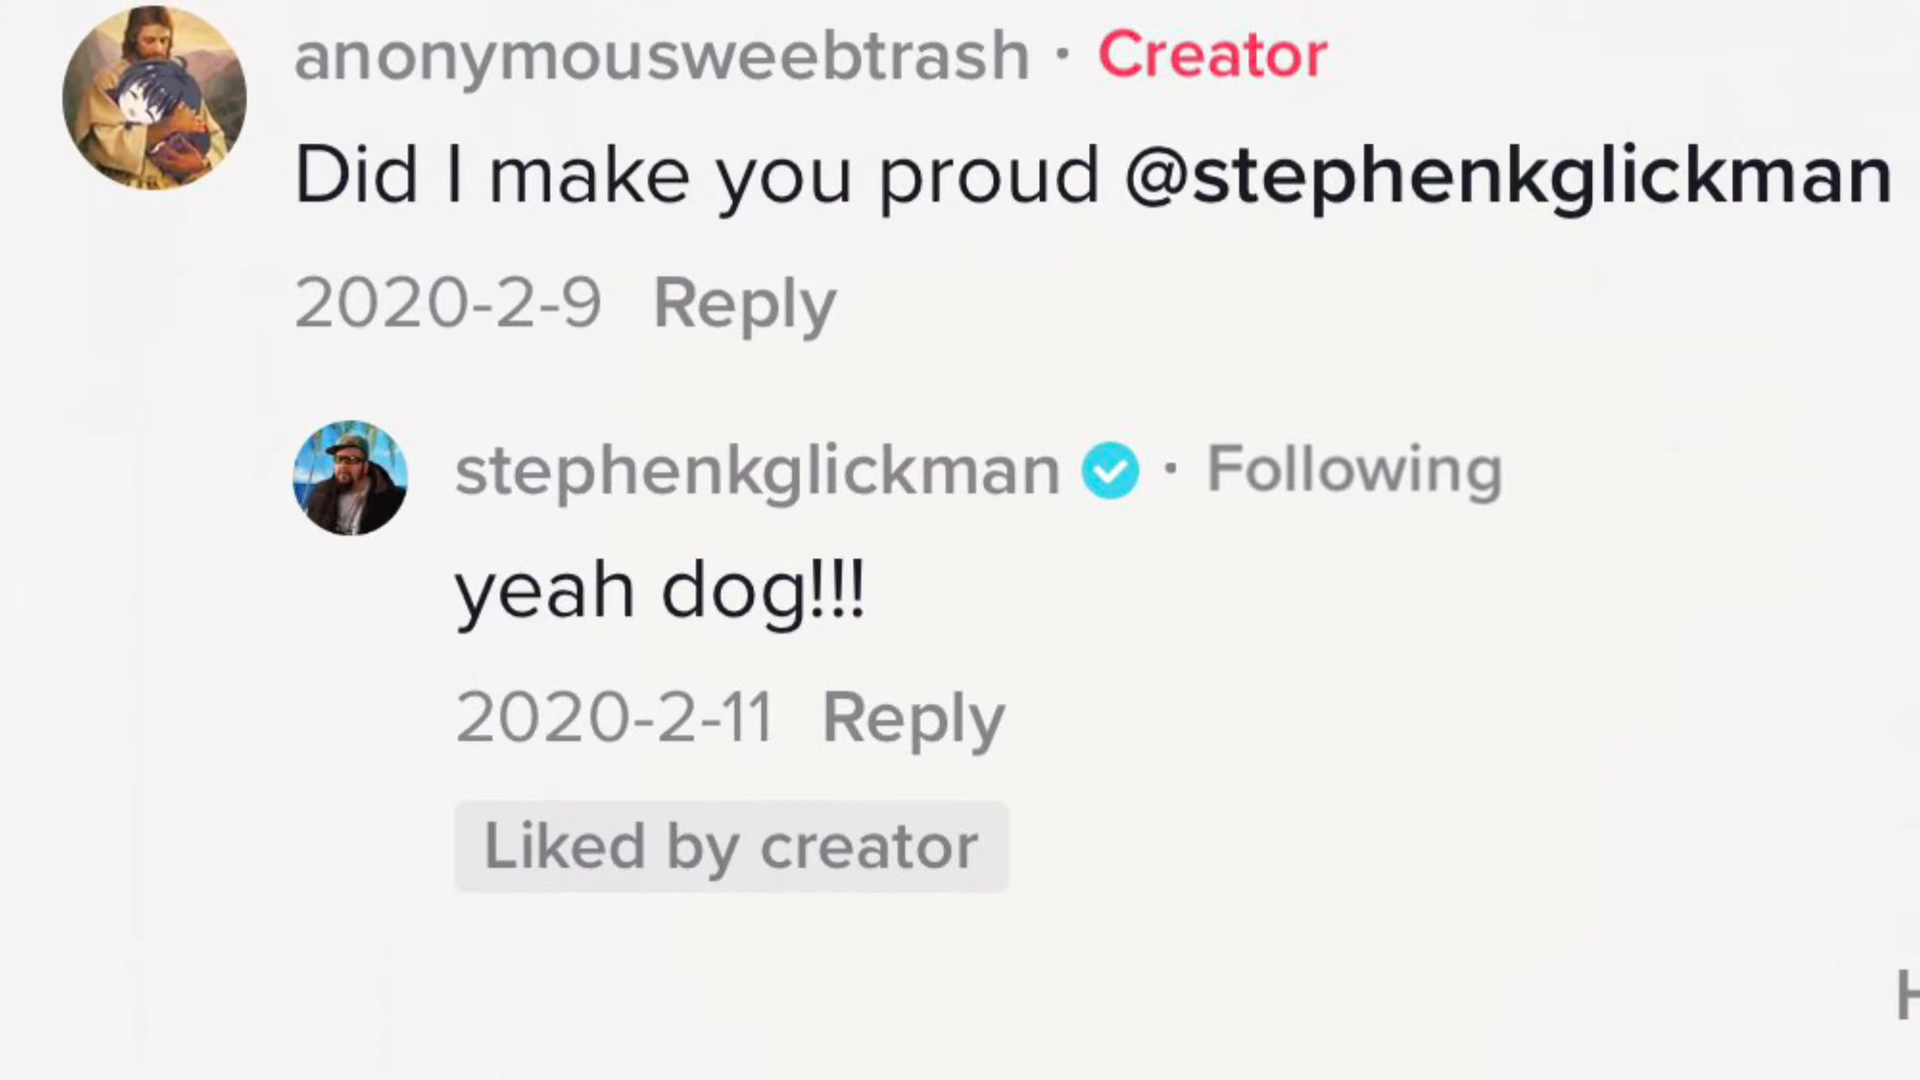 anonymousweebtrash · Creator
Did I make you proud @stephenkglickman
2020-2-9 Reply
stephenkglickman · Following
yeah dog!!!
2020-2-11 Reply
Liked by creator